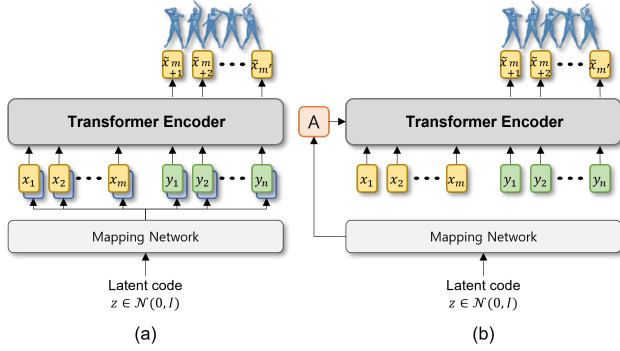 x̃ m +1 x̃ m +2 ••• x̃ m′
Transformer Encoder
x₁ x₂ ••• xₘ y₁ y₂ ••• yₙ
Mapping Network
Latent code
z ∈ 𝒩(0, I)
(a)
x̃ m +1 x̃ m +2 ••• x̃ m′
A
Transformer Encoder
x₁ x₂ ••• xₘ y₁ y₂ ••• yₙ
Mapping Network
Latent code
z ∈ 𝒩(0, I)
(b)